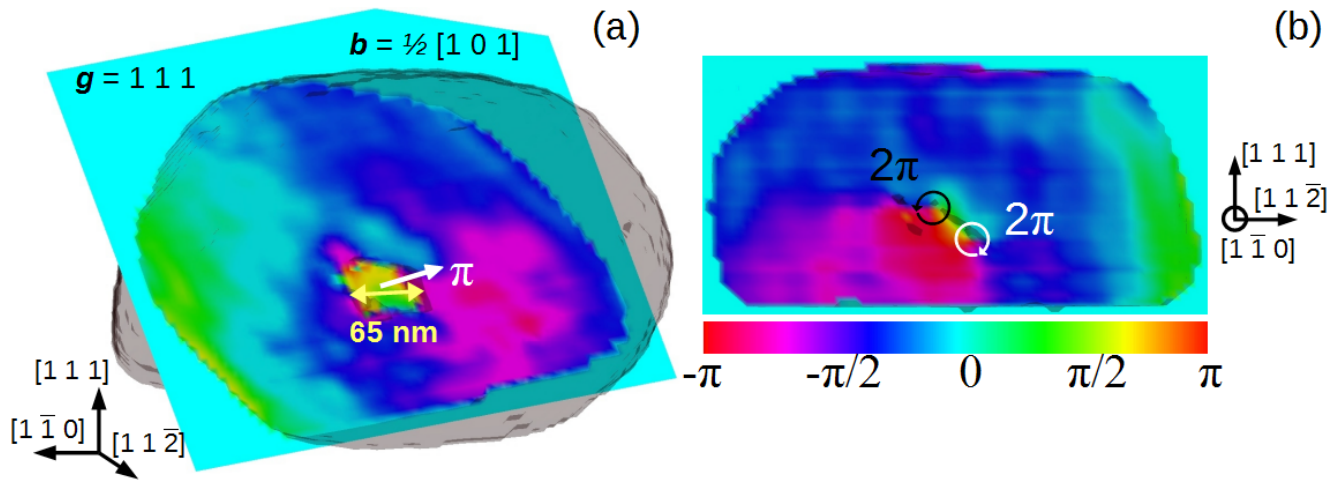 (a)
b = ½ [1 0 1]
g = 1 1 1
π
65 nm
[1 1 1]
[1 1̅ 0]
[1 1 2̅]
(b)
2π
2π
[1 1 1]
[1 1 2̅]
[1 1̅ 0]
-π -π/2 0 π/2 π